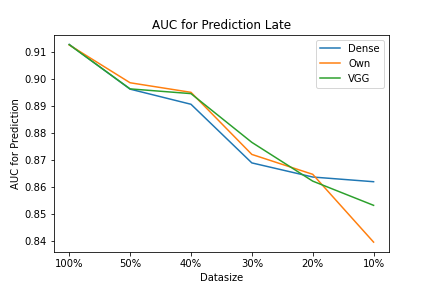 AUC for Prediction Late
Dense
Own
VGG
AUC for Prediction
0.91
0.90
0.89
0.88
0.87
0.86
0.85
0.84
100% 50% 40% 30% 20% 10%
Datasize